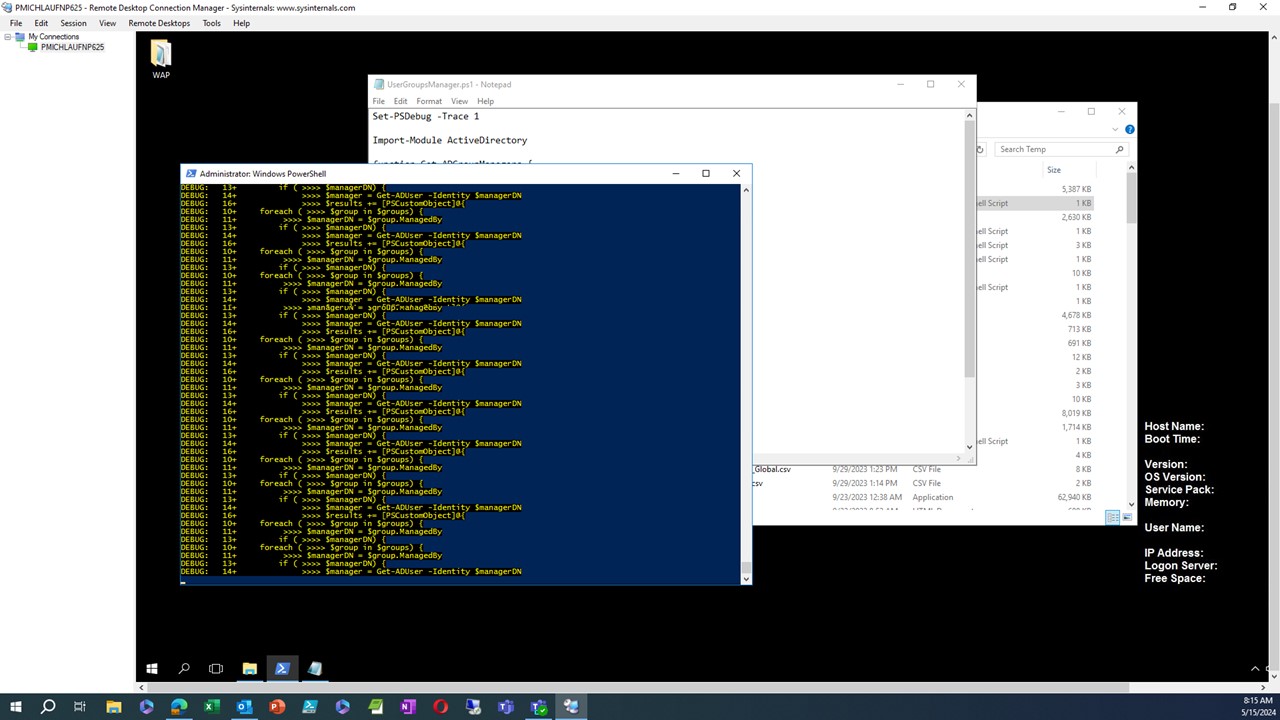 PMICHLAUFNP625 - Remote Desktop Connection Manager - Sysinternals: www.sysinternals.com
File Edit Session View Remote Desktops Tools Help
My Connections
PMICHLAUFNP625
WAP
UserGroupsManager.ps1 - Notepad
File Edit Format View Help
Set-PSDebug -Trace 1
Import-Module ActiveDirectory
Search Temp
Size
5,387 KB
ell Script 1 KB
2,630 KB
ell Script 1 KB
ell Script 3 KB
ell Script 1 KB
10 KB
ell Script 1 KB
1 KB
4,678 KB
713 KB
691 KB
12 KB
2 KB
3 KB
10 KB
8,019 KB
1,714 KB
ell Script 1 KB
4 KB
_Global.csv 9/29/2023 1:23 PM CSV File 8 KB
csv 9/29/2023 1:14 PM CSV File 2 KB
9/23/2023 12:38 AM Application 62,940 KB
Administrator: Windows PowerShell
DEBUG: 13+ if ( >>>> $managerDN) {
DEBUG: 14+ >>>> $manager = Get-ADUser -Identity $managerDN
DEBUG: 16+ >>>> $results += [PSCustomObject]@{
DEBUG: 10+ foreach ( >>>> $group in $groups) {
DEBUG: 11+ >>>> $managerDN = $group.ManagedBy
DEBUG: 13+ if ( >>>> $managerDN) {
DEBUG: 14+ >>>> $manager = Get-ADUser -Identity $managerDN
DEBUG: 16+ >>>> $results += [PSCustomObject]@{
DEBUG: 10+ foreach ( >>>> $group in $groups) {
DEBUG: 11+ >>>> $managerDN = $group.ManagedBy
DEBUG: 13+ if ( >>>> $managerDN) {
DEBUG: 10+ foreach ( >>>> $group in $groups) {
DEBUG: 11+ >>>> $managerDN = $group.ManagedBy
DEBUG: 13+ if ( >>>> $managerDN) {
DEBUG: 14+ >>>> $manager = Get-ADUser -Identity $managerDN
DEBUG: 11+ >>>> $managerDN = $group.ManagedBy
DEBUG: 13+ if ( >>>> $managerDN) {
DEBUG: 14+ >>>> $manager = Get-ADUser -Identity $managerDN
DEBUG: 16+ >>>> $results += [PSCustomObject]@{
DEBUG: 10+ foreach ( >>>> $group in $groups) {
DEBUG: 11+ >>>> $managerDN = $group.ManagedBy
DEBUG: 13+ if ( >>>> $managerDN) {
DEBUG: 14+ >>>> $manager = Get-ADUser -Identity $managerDN
DEBUG: 16+ >>>> $results += [PSCustomObject]@{
DEBUG: 10+ foreach ( >>>> $group in $groups) {
DEBUG: 11+ >>>> $managerDN = $group.ManagedBy
DEBUG: 13+ if ( >>>> $managerDN) {
DEBUG: 14+ >>>> $manager = Get-ADUser -Identity $managerDN
DEBUG: 16+ >>>> $results += [PSCustomObject]@{
DEBUG: 10+ foreach ( >>>> $group in $groups) {
DEBUG: 11+ >>>> $managerDN = $group.ManagedBy
DEBUG: 13+ if ( >>>> $managerDN) {
DEBUG: 14+ >>>> $manager = Get-ADUser -Identity $managerDN
DEBUG: 16+ >>>> $results += [PSCustomObject]@{
DEBUG: 10+ foreach ( >>>> $group in $groups) {
DEBUG: 11+ >>>> $managerDN = $group.ManagedBy
DEBUG: 13+ if ( >>>> $managerDN) {
DEBUG: 10+ foreach ( >>>> $group in $groups) {
DEBUG: 11+ >>>> $managerDN = $group.ManagedBy
DEBUG: 13+ if ( >>>> $managerDN) {
DEBUG: 14+ >>>> $manager = Get-ADUser -Identity $managerDN
DEBUG: 16+ >>>> $results += [PSCustomObject]@{
DEBUG: 10+ foreach ( >>>> $group in $groups) {
DEBUG: 11+ >>>> $managerDN = $group.ManagedBy
DEBUG: 13+ if ( >>>> $managerDN) {
DEBUG: 10+ foreach ( >>>> $group in $groups) {
DEBUG: 11+ >>>> $managerDN = $group.ManagedBy
DEBUG: 13+ if ( >>>> $managerDN) {
DEBUG: 14+ >>>> $manager = Get-ADUser -Identity $managerDN
Host Name:
Boot Time:
Version:
OS Version:
Service Pack:
Memory:
User Name:
IP Address:
Logon Server:
Free Space:
8:15 AM
5/15/2024